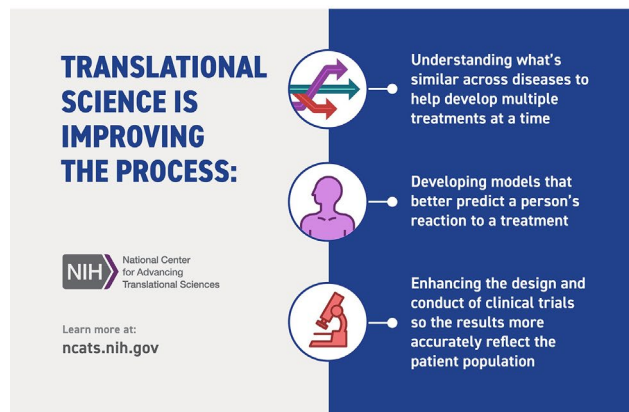 TRANSLATIONAL
SCIENCE IS
IMPROVING
THE PROCESS:
NIH
National Center
for Advancing
Translational Sciences
Learn more at:
ncats.nih.gov
Understanding what's
similar across diseases to
help develop multiple
treatments at a time
Developing models that
better predict a person's
reaction to a treatment
Enhancing the design and
conduct of clinical trials
so the results more
accurately reflect the
patient population